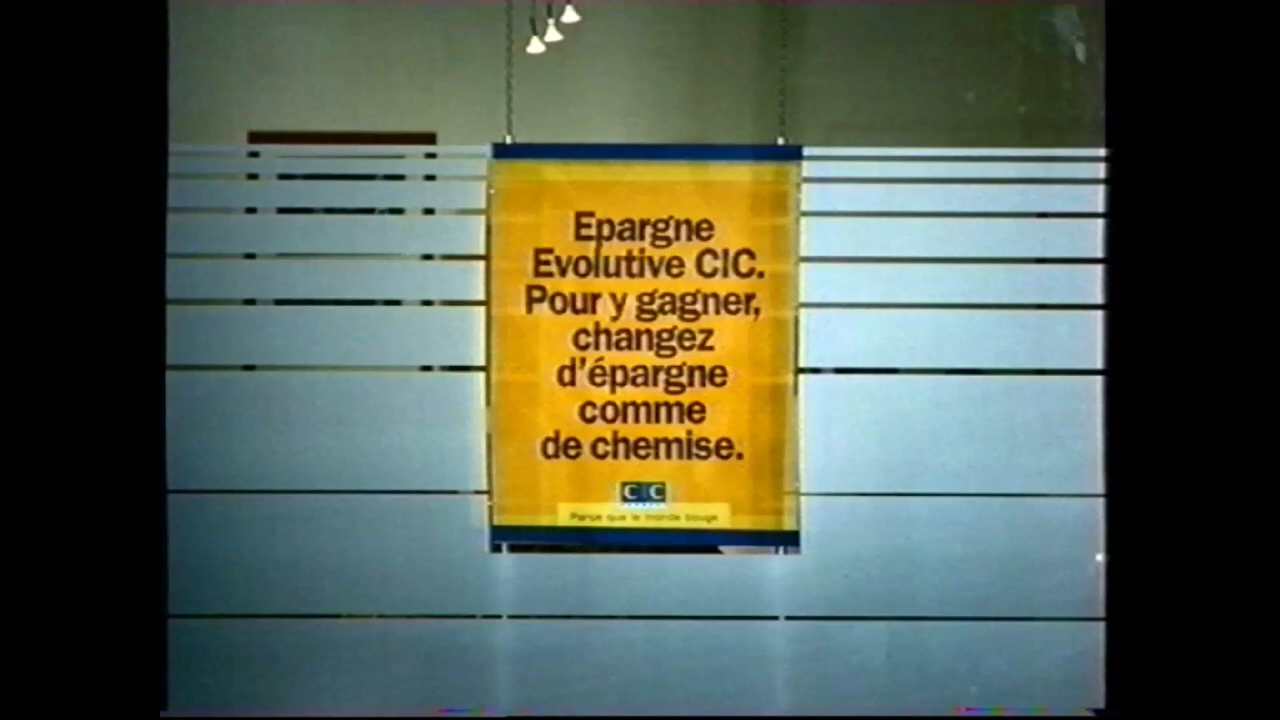 Epargne
Evolutive CIC.
Pour y gagner,
changez
d'épargne
comme
de chemise.
CIC
Parce que le monde bouge